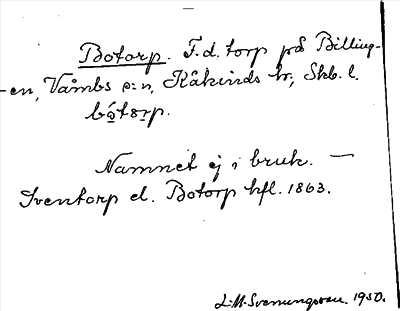 Botorp. F.d. torp på Billing-
-en, Våmbs s:n, Kåkinds hr, Skb. l.
bótorp.
Namnet ej i bruk. —
Sventorp el. Botorp hfl. 1863.
L.M. Svenungsson. 1930.